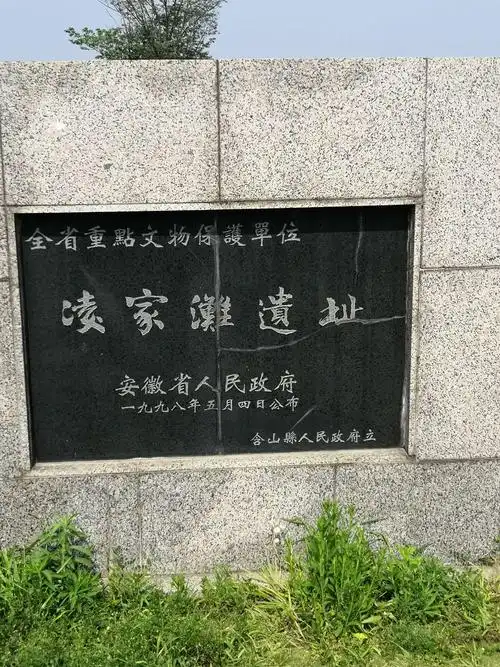 全省重點文物保護單位
凌家灘遺址
安徽省人民政府
一九九八年五月四日公布
含山縣人民政府立